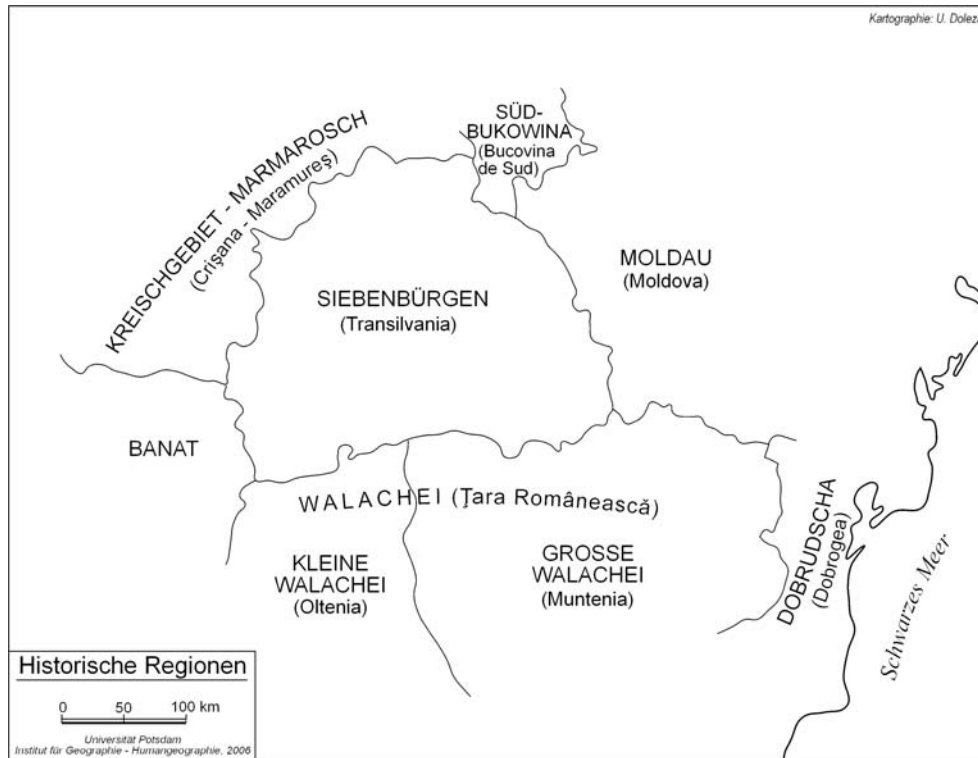 Kartographie: U. Doleza
SÜD-
BUKOWINA
(Bucovina
de Sud)
KREISCHGEBIET - MARMAROSCH
(Crişana - Maramureş)
MOLDAU
(Moldova)
SIEBENBÜRGEN
(Transilvania)
BANAT
WALACHEI (Ţara Românească)
KLEINE
WALACHEI
(Oltenia)
GROSSE
WALACHEI
(Muntenia)
DOBRUDSCHA
(Dobrogea)
Schwarzes Meer
Historische Regionen
0 50 100 km
Universität Potsdam
Institut für Geographie - Humangeographie, 2006